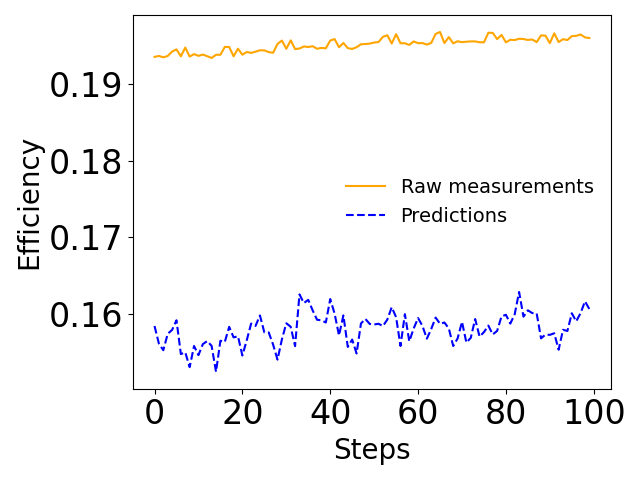 Efficiency
0.19
0.18
0.17
0.16
Raw measurements
Predictions
0 20 40 60 80 100
Steps